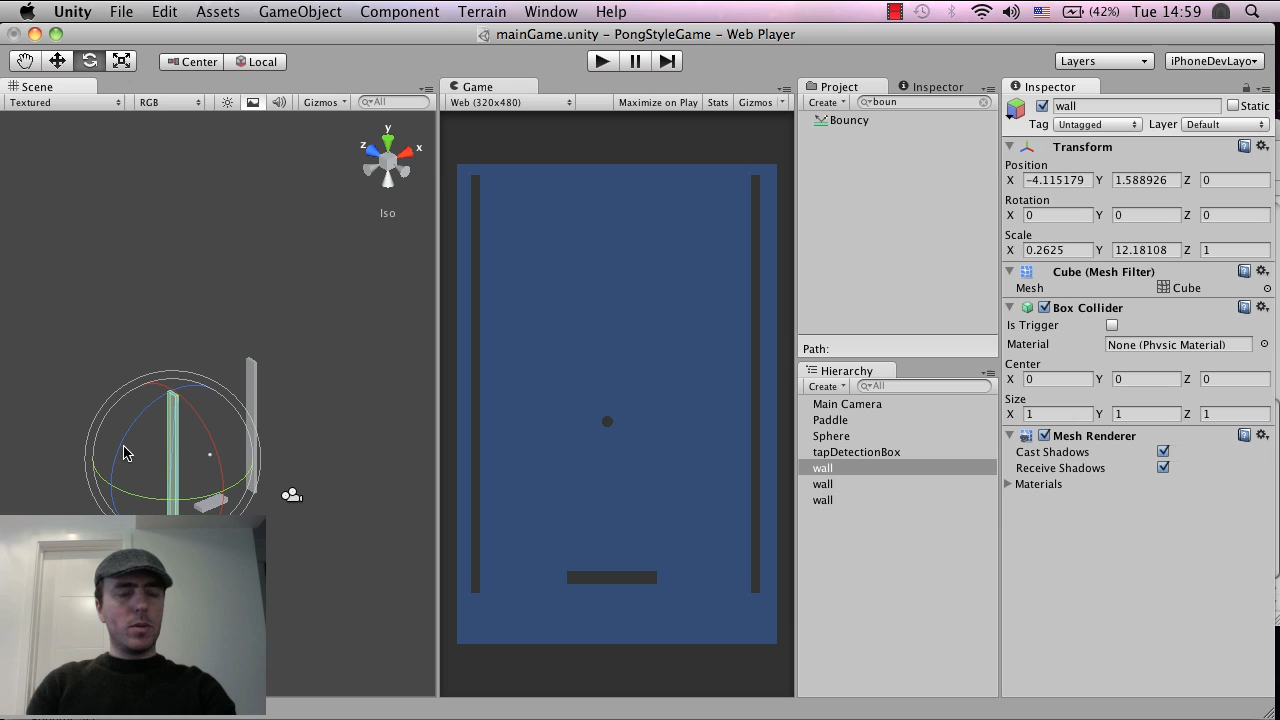 Unity File Edit Assets GameObject Component Terrain Window Help (42%) Tue 14:59
mainGame.unity – PongStyleGame – Web Player
Center Local Layers iPhoneDevLayo
Scene
Textured RGB Gizmos All
y
z x
Iso
Game
Web (320x480) Maximize on Play Stats Gizmos
Project Inspector
Create boun
Bouncy
Path:
Hierarchy
Create All
Main Camera
Paddle
Sphere
tapDetectionBox
wall
wall
wall
Inspector
wall Static
Tag Untagged Layer Default
Transform
Position
X -4.115179 Y 1.588926 Z 0
Rotation
X 0 Y 0 Z 0
Scale
X 0.2625 Y 12.18108 Z 1
Cube (Mesh Filter)
Mesh Cube
Box Collider
Is Trigger
Material None (Physic Material)
Center
X 0 Y 0 Z 0
Size
X 1 Y 1 Z 1
Mesh Renderer
Cast Shadows
Receive Shadows
Materials